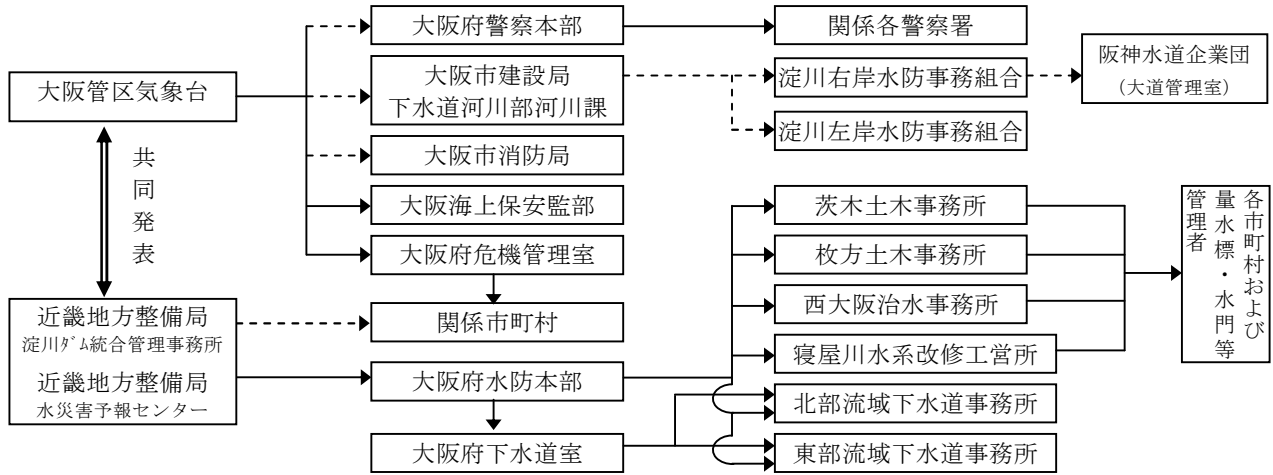 大阪府警察本部
関係各警察署
大阪管区気象台
大阪市建設局
下水道河川部河川課
淀川右岸水防事務組合
阪神水道企業団
（大道管理室）
淀川左岸水防事務組合
共同発表
大阪市消防局
大阪海上保安監部
大阪府危機管理室
茨木土木事務所
枚方土木事務所
西大阪治水事務所
寝屋川水系改修工営所
各市町村および
量水標・水門等
管理者
近畿地方整備局
淀川ﾀﾞﾑ統合管理事務所
近畿地方整備局
水災害予報センター
関係市町村
大阪府水防本部
北部流域下水道事務所
大阪府下水道室
東部流域下水道事務所